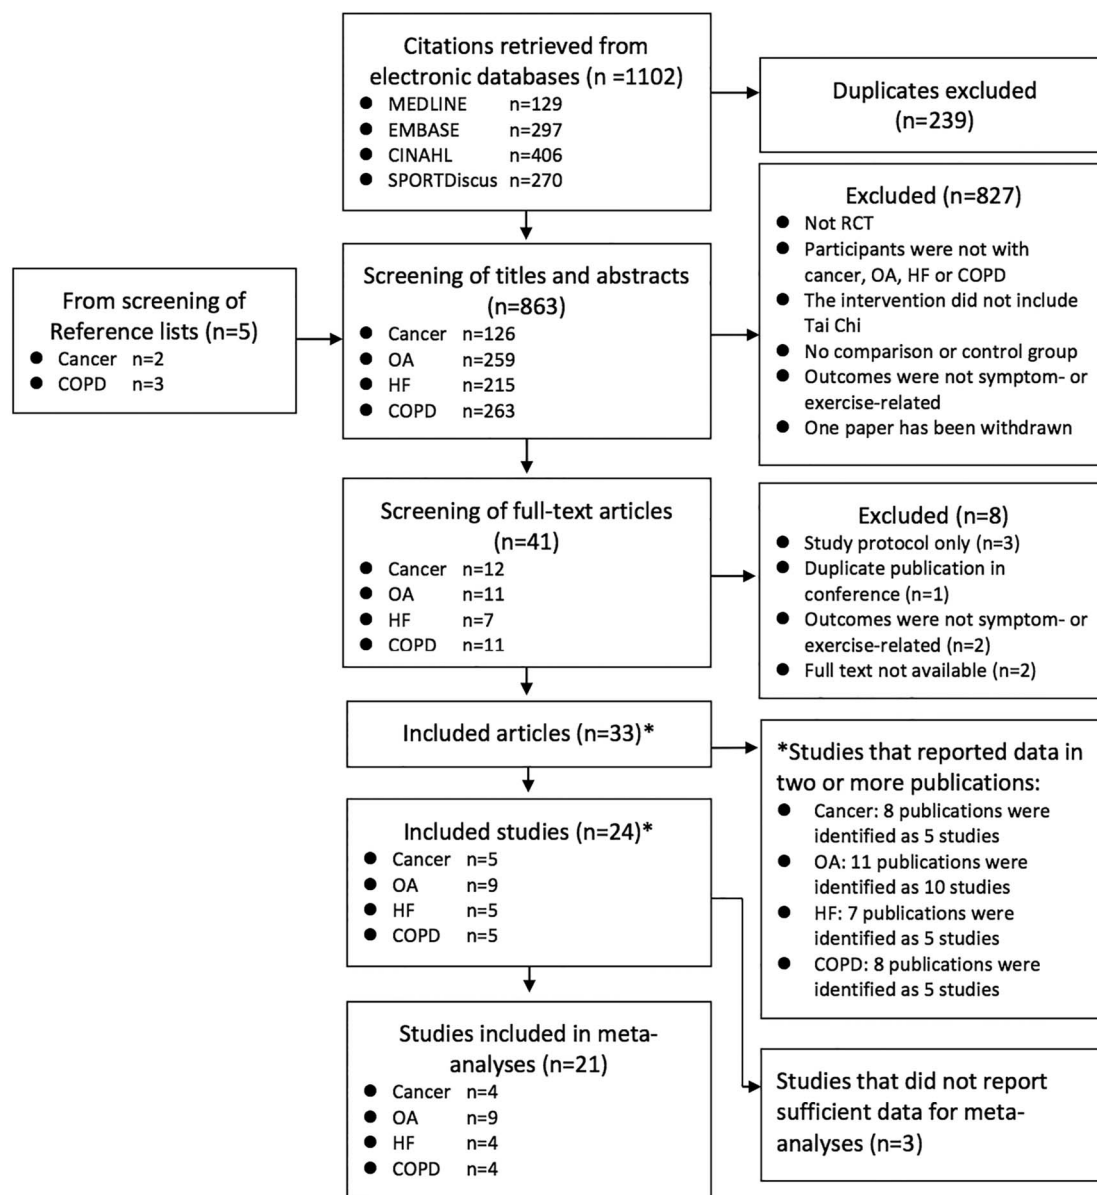 Citations retrieved from
electronic databases (n =1102)
● MEDLINE n=129
● EMBASE n=297
● CINAHL n=406
● SPORTDiscus n=270
Duplicates excluded
(n=239)
From screening of
Reference lists (n=5)
● Cancer n=2
● COPD n=3
Screening of titles and abstracts
(n=863)
● Cancer n=126
● OA n=259
● HF n=215
● COPD n=263
Excluded (n=827)
● Not RCT
● Participants were not with
cancer, OA, HF or COPD
● The intervention did not include
Tai Chi
● No comparison or control group
● Outcomes were not symptom- or
exercise-related
● One paper has been withdrawn
Screening of full-text articles
(n=41)
● Cancer n=12
● OA n=11
● HF n=7
● COPD n=11
Excluded (n=8)
● Study protocol only (n=3)
● Duplicate publication in
conference (n=1)
● Outcomes were not symptom- or
exercise-related (n=2)
● Full text not available (n=2)
Included articles (n=33)*
*Studies that reported data in
two or more publications:
● Cancer: 8 publications were
identified as 5 studies
● OA: 11 publications were
identified as 10 studies
● HF: 7 publications were
identified as 5 studies
● COPD: 8 publications were
identified as 5 studies
Included studies (n=24)*
● Cancer n=5
● OA n=9
● HF n=5
● COPD n=5
Studies included in meta-
analyses (n=21)
● Cancer n=4
● OA n=9
● HF n=4
● COPD n=4
Studies that did not report
sufficient data for meta-
analyses (n=3)